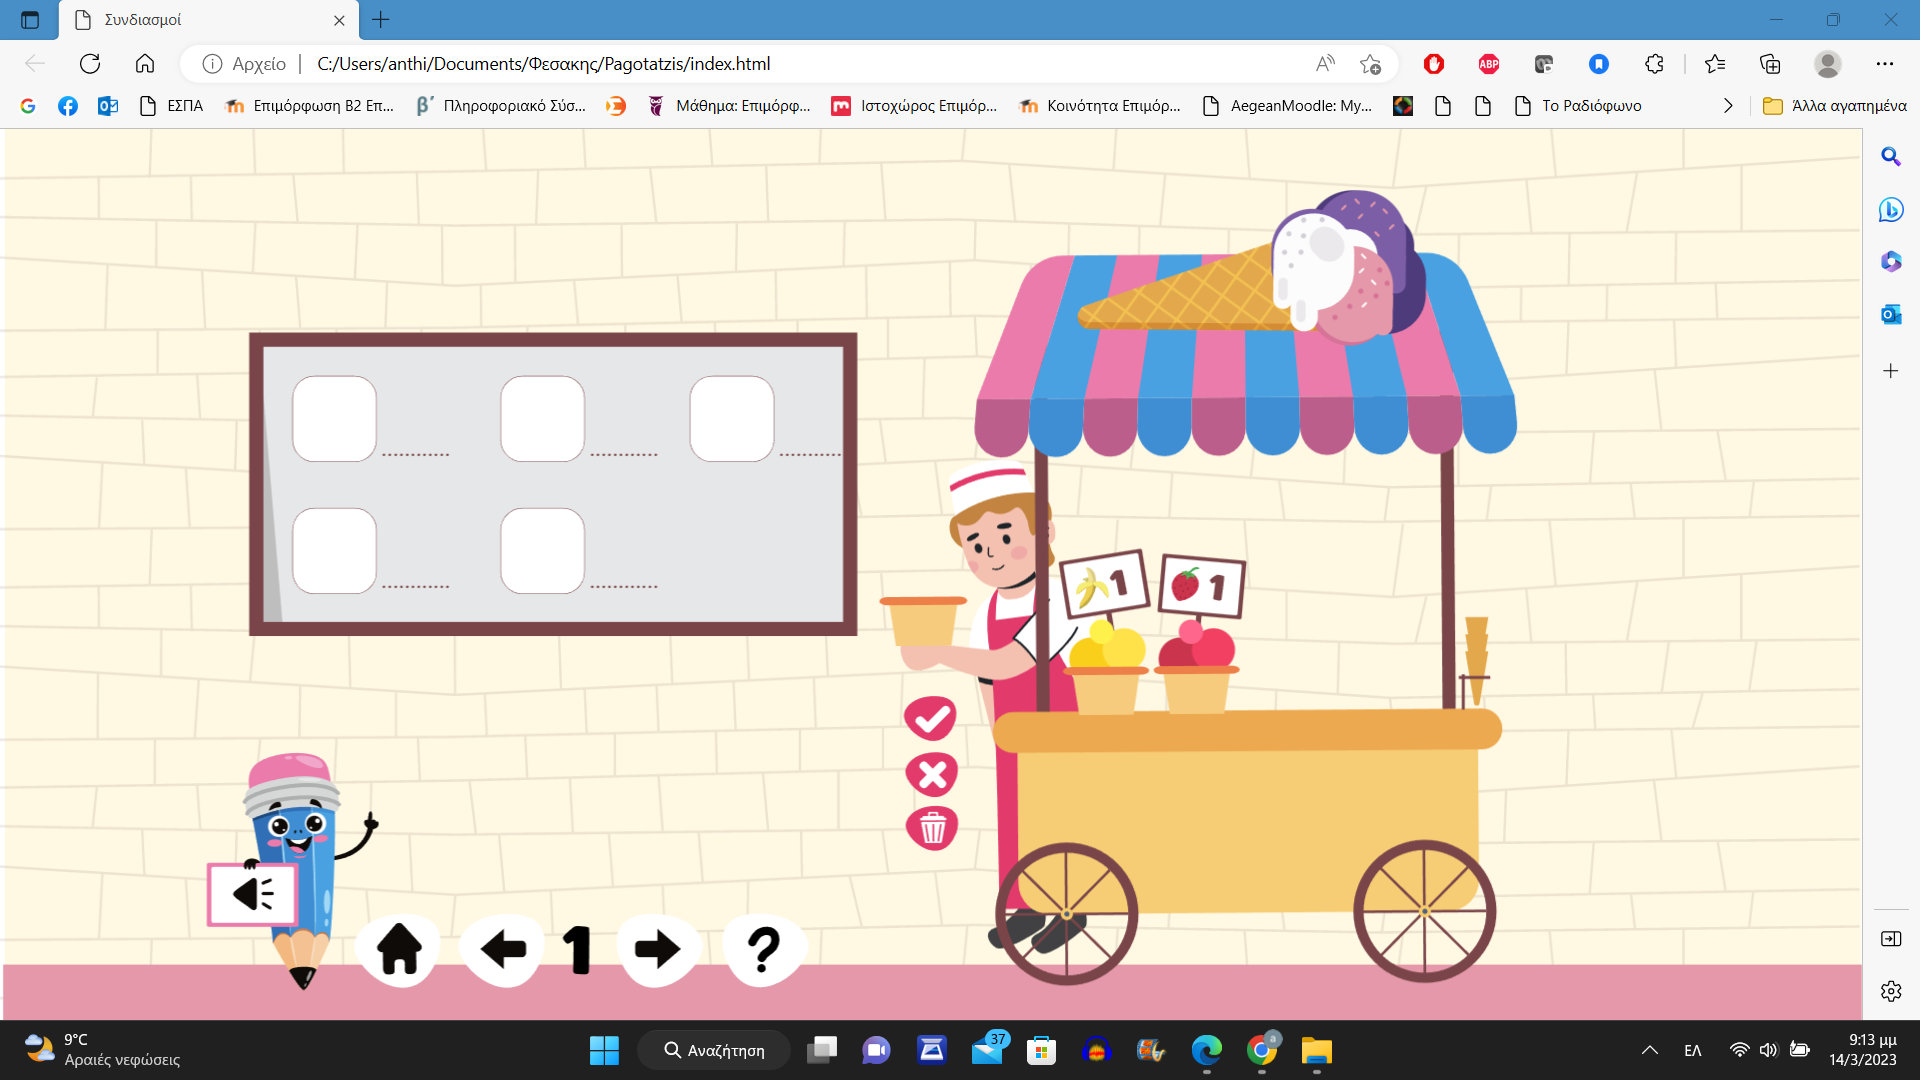 Συνδιασμοί
Αρχείο
C:/Users/anthi/Documents/Φεσακης/Pagotatzis/index.html
ABP
ΕΣΠΑ
Επιμόρφωση Β2 Επ...
Πληροφοριακό Σύσ...
Μάθημα: Επιμόρφ...
Ιστοχώρος Επιμόρ...
Κοινότητα Επιμόρ...
AegeanMoodle: My...
Το Ραδιόφωνο
Άλλα αγαπημένα
1
1
1
?
9°C
Αραιές νεφώσεις
Αναζήτηση
37
a
ΕΛ
9:13 μμ
14/3/2023